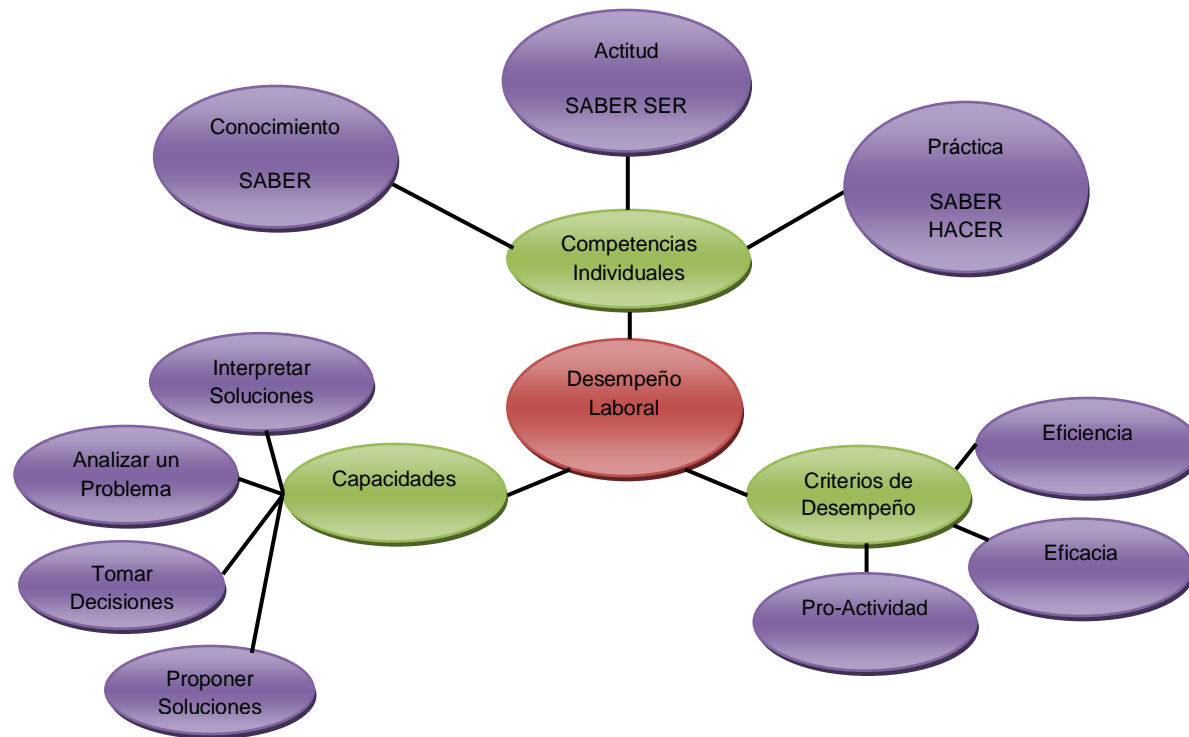 Actitud
SABER SER
Conocimiento
SABER
Práctica
SABER
HACER
Competencias
Individuales
Desempeño
Laboral
Interpretar
Soluciones
Analizar un
Problema
Tomar
Decisiones
Proponer
Soluciones
Capacidades
Criterios de
Desempeño
Eficiencia
Eficacia
Pro-Actividad